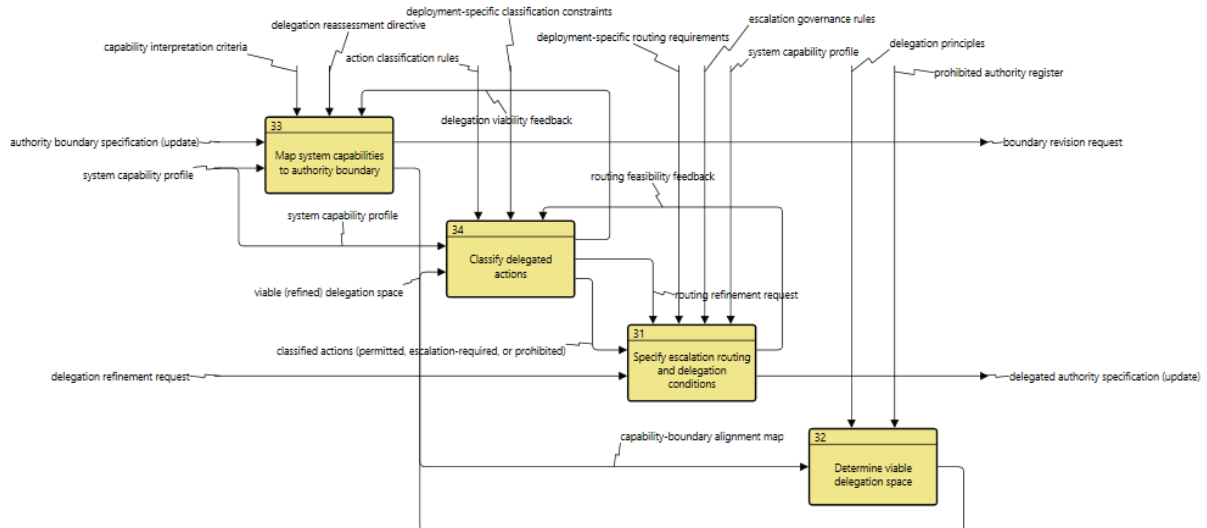 deployment-specific classification constraints
delegation reassessment directive
escalation governance rules
deployment-specific routing requirements
capability interpretation criteria
action classification rules
system capability profile
delegation principles
prohibited authority register
delegation viability feedback
33
Map system capabilities
to authority boundary
authority boundary specification (update)
boundary revision request
system capability profile
routing feasibility feedback
system capability profile
34
Classify delegated
actions
viable (refined) delegation space
routing refinement request
31
Specify escalation routing
and delegation
conditions
classified actions (permitted, escalation-required, or prohibited)
delegation refinement request
delegated authority specification (update)
capability-boundary alignment map
32
Determine viable
delegation space